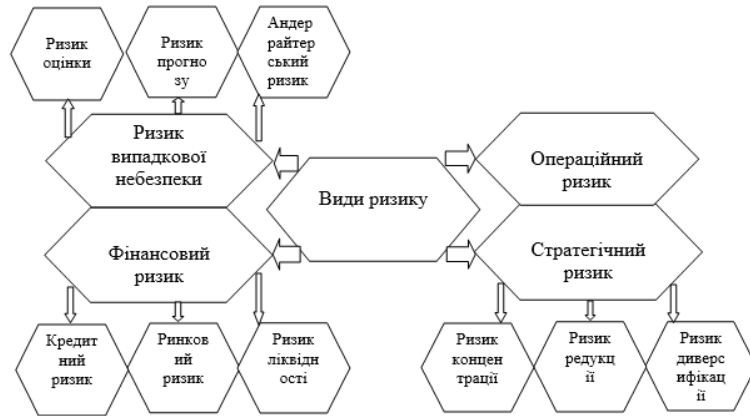 Ризик
оцінки
Ризик
прогно
зу
Андер
райтер
ський
ризик
Ризик
випадкової
небезпеки
Операційний
ризик
Види ризику
Фінансовий
ризик
Стратегічний
ризик
Кредит
ний
ризик
Ринков
ий
ризик
Ризик
ліквідн
ості
Ризик
концен
трації
Ризик
редукц
ії
Ризик
диверс
ифікац
ії